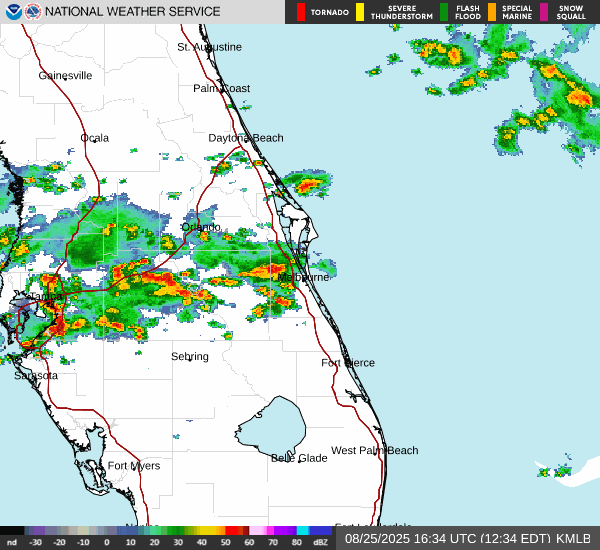 NATIONAL WEATHER SERVICE
TORNADO
SEVERE
THUNDERSTORM
FLASH
FLOOD
SPECIAL
MARINE
SNOW
SQUALL
St. Augustine
Gainesville
Palm Coast
Ocala
Daytona Beach
Orlando
Melbourne
Tampa
Sebring
Fort Pierce
Sarasota
West Palm Beach
Belle Glade
Fort Myers
nd -30 -20 -10 0 10 20 30 40 50 60 70 80 dBZ
08/25/2025 16:34 UTC (12:34 EDT) KMLB